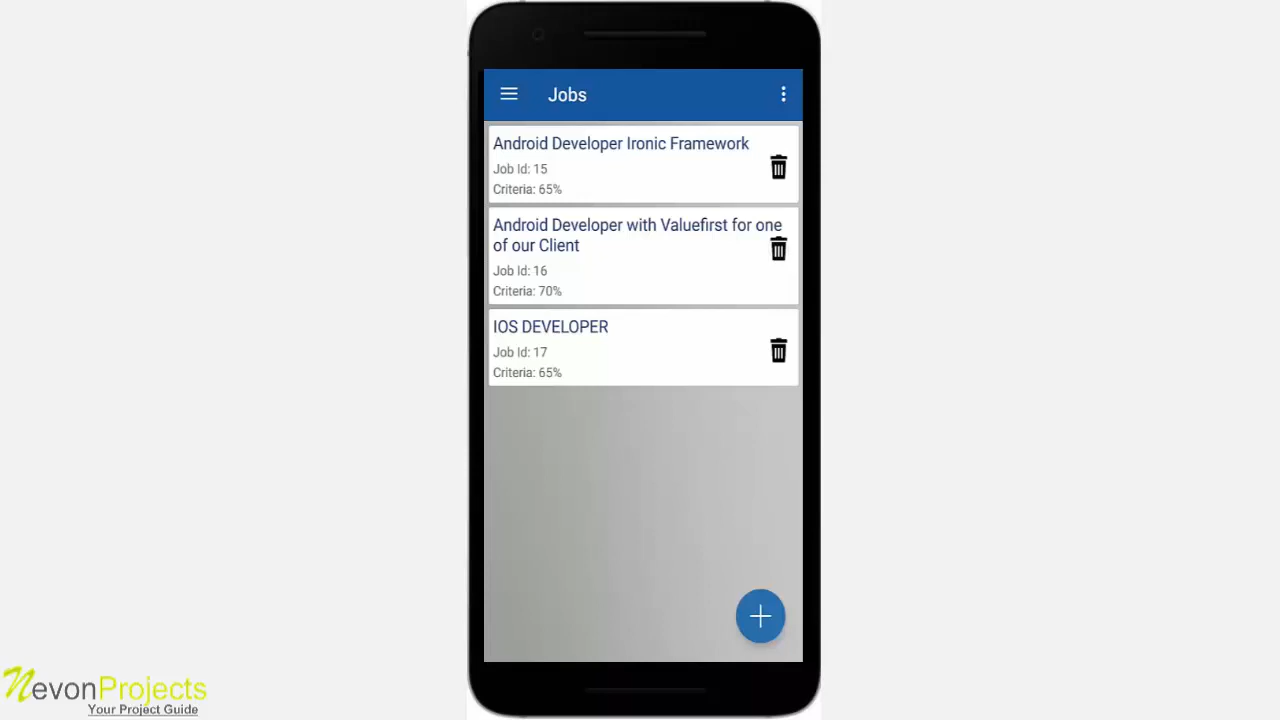 Jobs
Android Developer Ironic Framework
Job Id: 15
Criteria: 65%
Android Developer with Valuefirst for one
of our Client
Job Id: 16
Criteria: 70%
IOS DEVELOPER
Job Id: 17
Criteria: 65%
NevonProjects
Your Project Guide